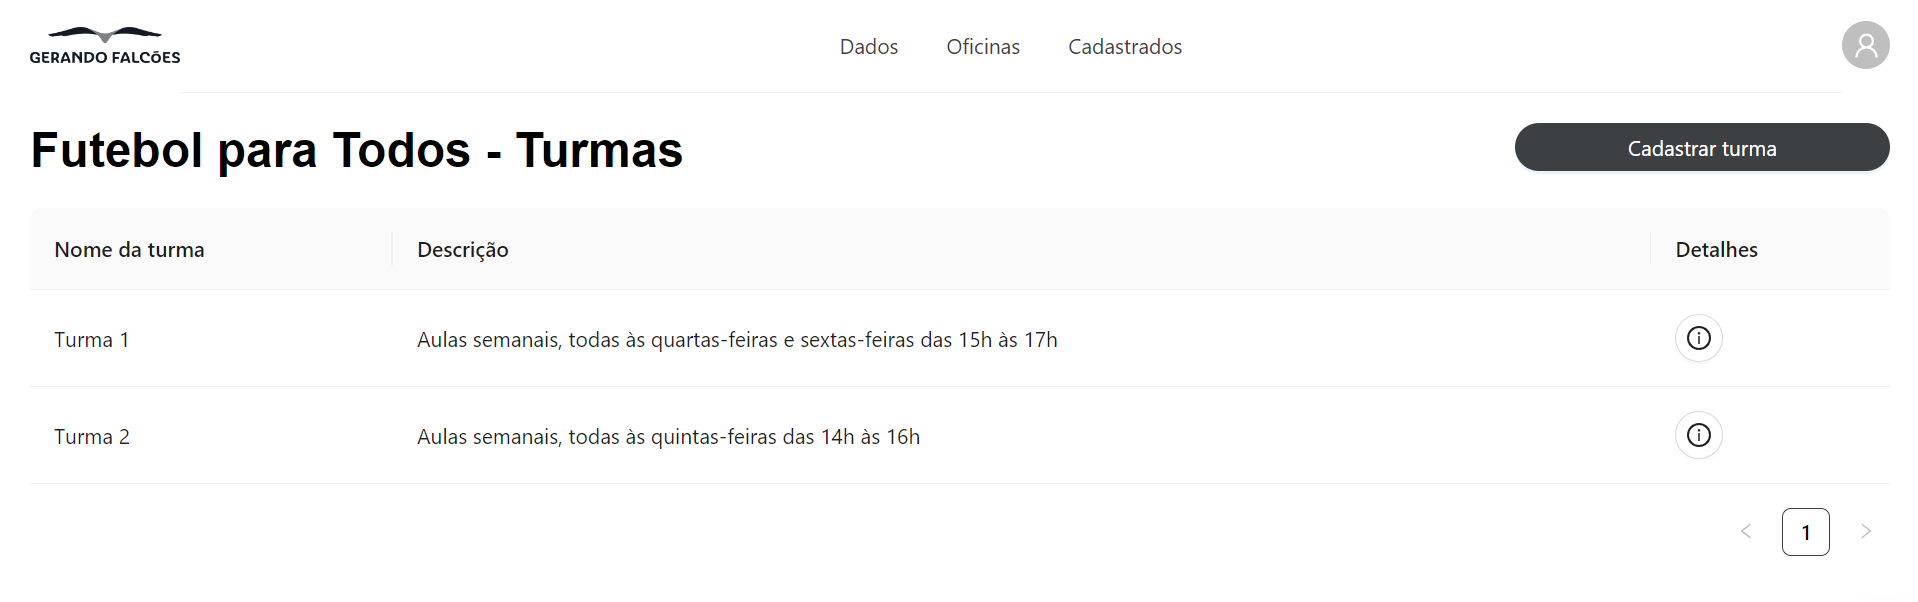 GERANDO FALCÕES
Dados Oficinas Cadastrados
Futebol para Todos - Turmas
Cadastrar turma
Nome da turma Descrição Detalhes
Turma 1 Aulas semanais, todas às quartas-feiras e sextas-feiras das 15h às 17h
Turma 2 Aulas semanais, todas às quintas-feiras das 14h às 16h
1